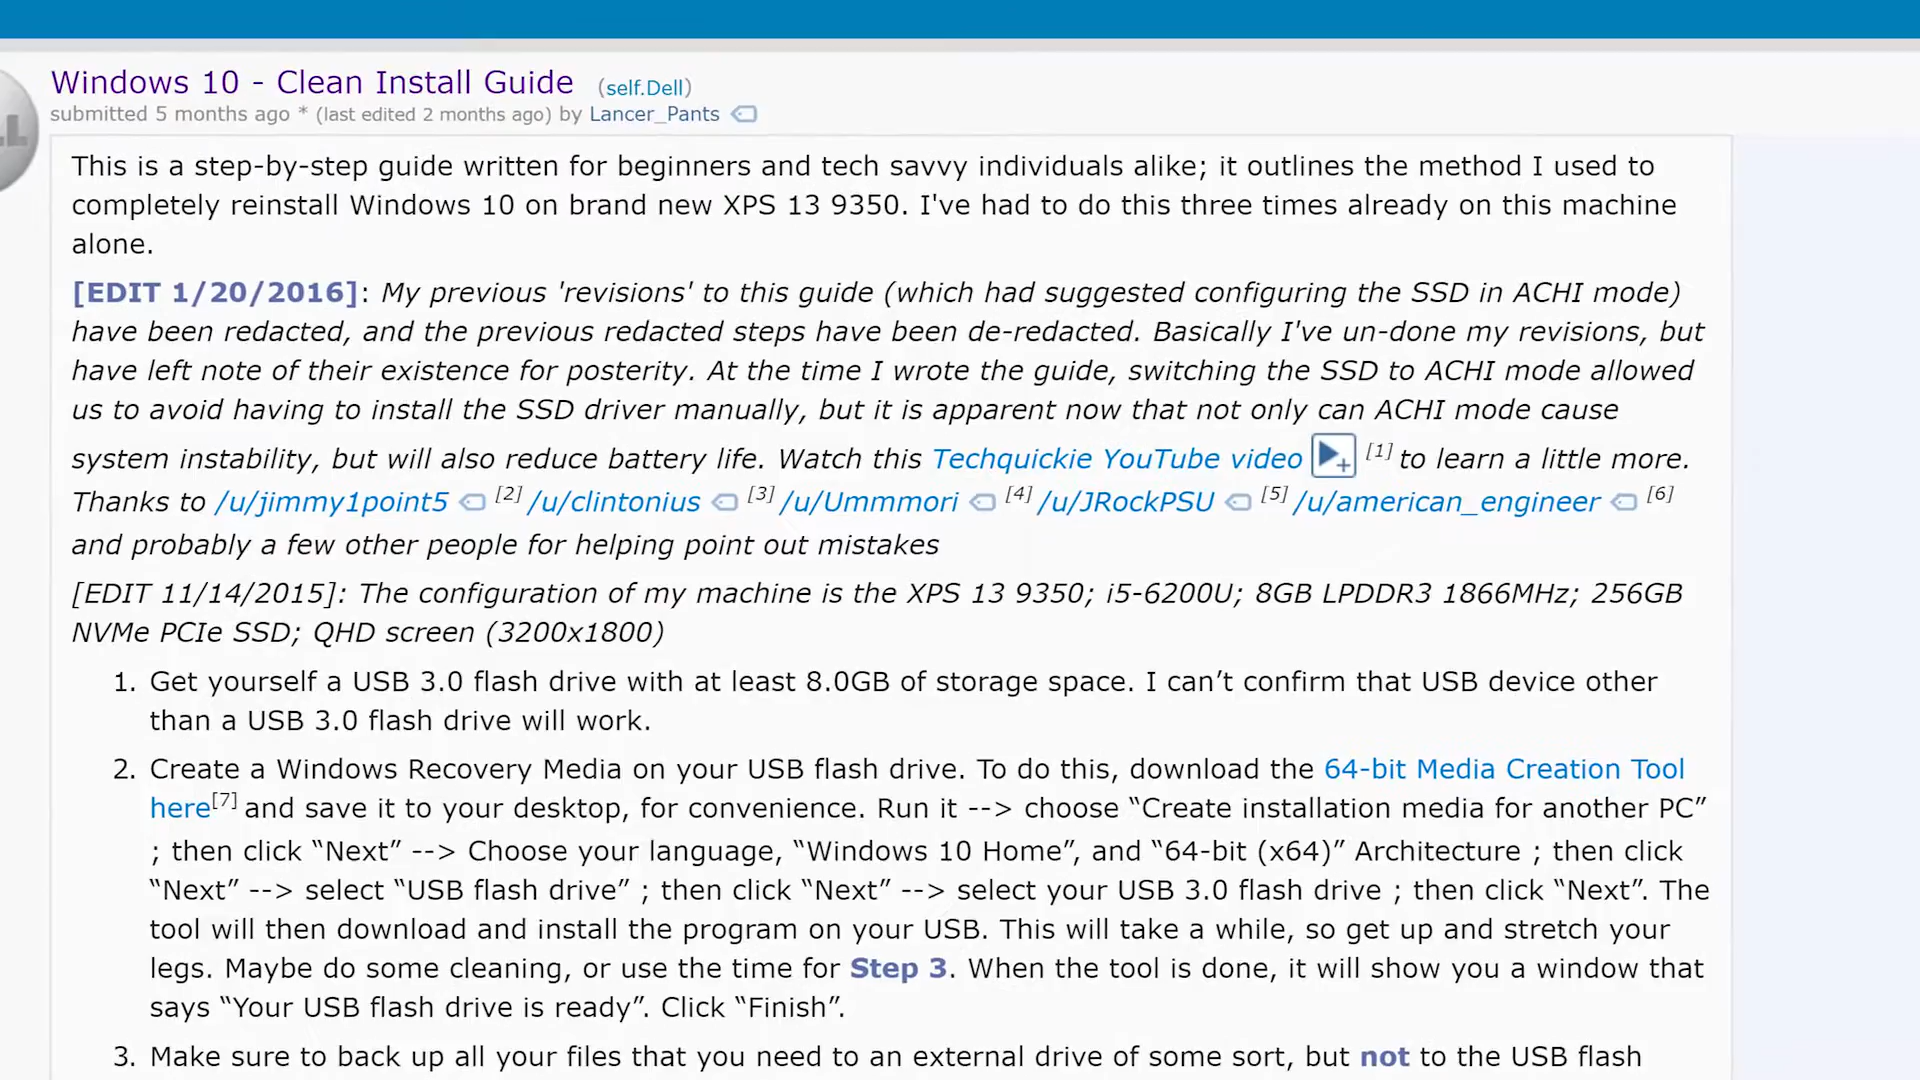 Windows 10 - Clean Install Guide (self.Dell)
submitted 5 months ago * (last edited 2 months ago) by Lancer_Pants
This is a step-by-step guide written for beginners and tech savvy individuals alike; it outlines the method I used to
completely reinstall Windows 10 on brand new XPS 13 9350. I've had to do this three times already on this machine
alone.
[EDIT 1/20/2016]: My previous 'revisions' to this guide (which had suggested configuring the SSD in ACHI mode)
have been redacted, and the previous redacted steps have been de-redacted. Basically I've un-done my revisions, but
have left note of their existence for posterity. At the time I wrote the guide, switching the SSD to ACHI mode allowed
us to avoid having to install the SSD driver manually, but it is apparent now that not only can ACHI mode cause
system instability, but will also reduce battery life. Watch this Techquickie YouTube video [1] to learn a little more.
Thanks to /u/jimmy1point5 [2] /u/clintonius [3] /u/Ummmori [4] /u/JRockPSU [5] /u/american_engineer [6]
and probably a few other people for helping point out mistakes
[EDIT 11/14/2015]: The configuration of my machine is the XPS 13 9350; i5-6200U; 8GB LPDDR3 1866MHz; 256GB
NVMe PCIe SSD; QHD screen (3200x1800)
1. Get yourself a USB 3.0 flash drive with at least 8.0GB of storage space. I can’t confirm that USB device other
than a USB 3.0 flash drive will work.
2. Create a Windows Recovery Media on your USB flash drive. To do this, download the 64-bit Media Creation Tool
here[7] and save it to your desktop, for convenience. Run it --> choose “Create installation media for another PC”
; then click “Next” --> Choose your language, “Windows 10 Home”, and “64-bit (x64)” Architecture ; then click
“Next” --> select “USB flash drive” ; then click “Next” --> select your USB 3.0 flash drive ; then click “Next”. The
tool will then download and install the program on your USB. This will take a while, so get up and stretch your
legs. Maybe do some cleaning, or use the time for Step 3. When the tool is done, it will show you a window that
says “Your USB flash drive is ready”. Click “Finish”.
3. Make sure to back up all your files that you need to an external drive of some sort, but not to the USB flash